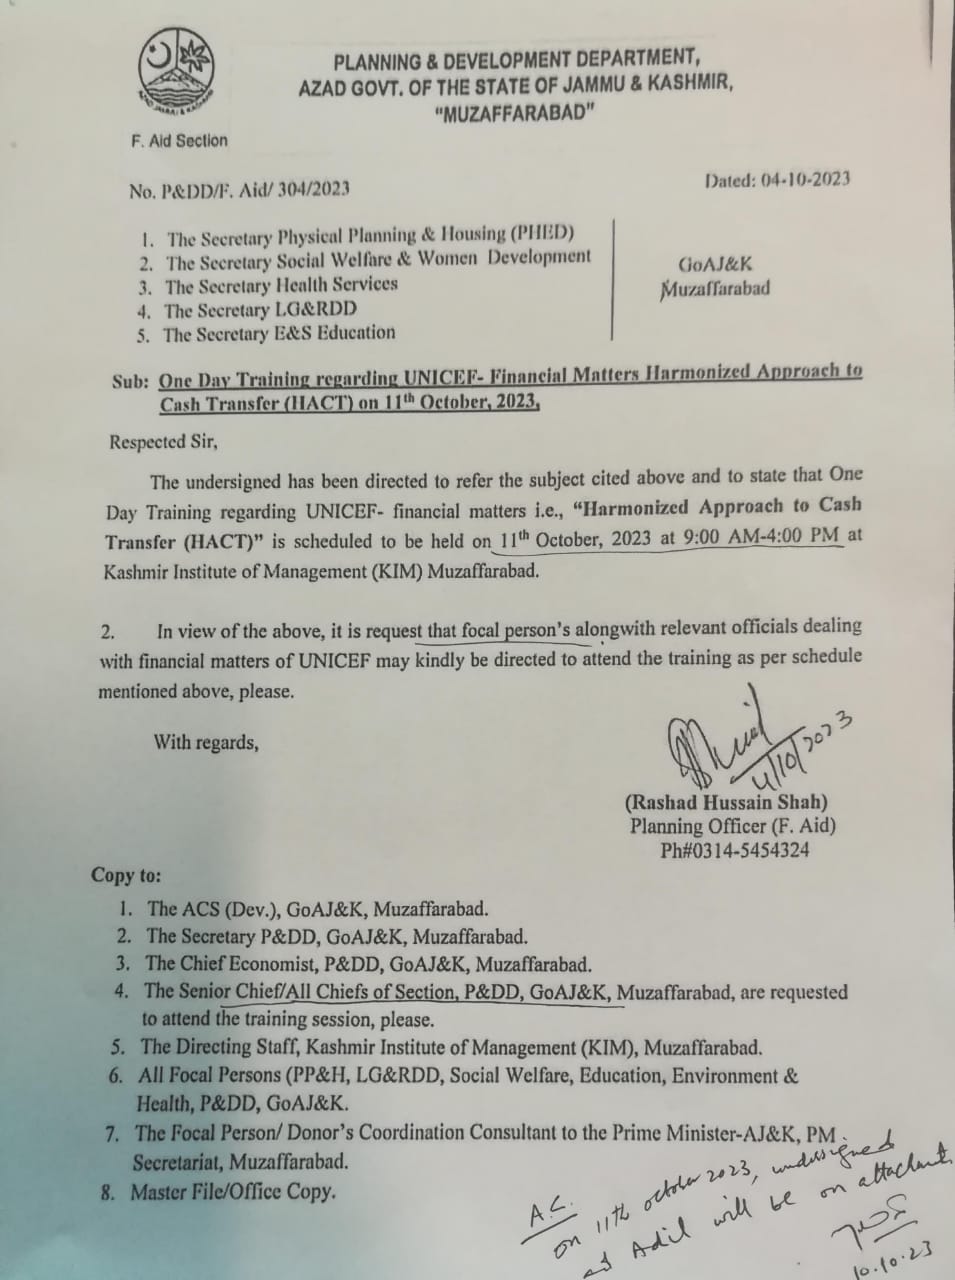 PLANNING & DEVELOPMENT DEPARTMENT,
AZAD GOVT. OF THE STATE OF JAMMU & KASHMIR,
"MUZAFFARABAD"
AZAD JAMMU & KASHMIR
F. Aid Section
No. P&DD/F. Aid/ 304/2023
Dated: 04-10-2023
1. The Secretary Physical Planning & Housing (PHED)
2. The Secretary Social Welfare & Women Development
3. The Secretary Health Services
4. The Secretary LG&RDD
5. The Secretary E&S Education
GoAJ&K
Muzaffarabad
Sub: One Day Training regarding UNICEF- Financial Matters Harmonized Approach to
Cash Transfer (HACT) on 11th October, 2023,
Respected Sir,
The undersigned has been directed to refer the subject cited above and to state that One
Day Training regarding UNICEF- financial matters i.e., "Harmonized Approach to Cash
Transfer (HACT)" is scheduled to be held on 11th October, 2023 at 9:00 AM-4:00 PM at
Kashmir Institute of Management (KIM) Muzaffarabad.
2. In view of the above, it is request that focal person's alongwith relevant officials dealing
with financial matters of UNICEF may kindly be directed to attend the training as per schedule
mentioned above, please.
With regards,
4/10/2023
(Rashad Hussain Shah)
Planning Officer (F. Aid)
Ph#0314-5454324
Copy to:
1. The ACS (Dev.), GoAJ&K, Muzaffarabad.
2. The Secretary P&DD, GoAJ&K, Muzaffarabad.
3. The Chief Economist, P&DD, GoAJ&K, Muzaffarabad.
4. The Senior Chief/All Chiefs of Section, P&DD, GoAJ&K, Muzaffarabad, are requested
to attend the training session, please.
5. The Directing Staff, Kashmir Institute of Management (KIM), Muzaffarabad.
6. All Focal Persons (PP&H, LG&RDD, Social Welfare, Education, Environment &
Health, P&DD, GoAJ&K.
7. The Focal Person/ Donor's Coordination Consultant to the Prime Minister-AJ&K, PM
Secretariat, Muzaffarabad.
8. Master File/Office Copy.
A.C.
on 11th october 2023, undersigned
and Adil will be on attachment
10.10.23